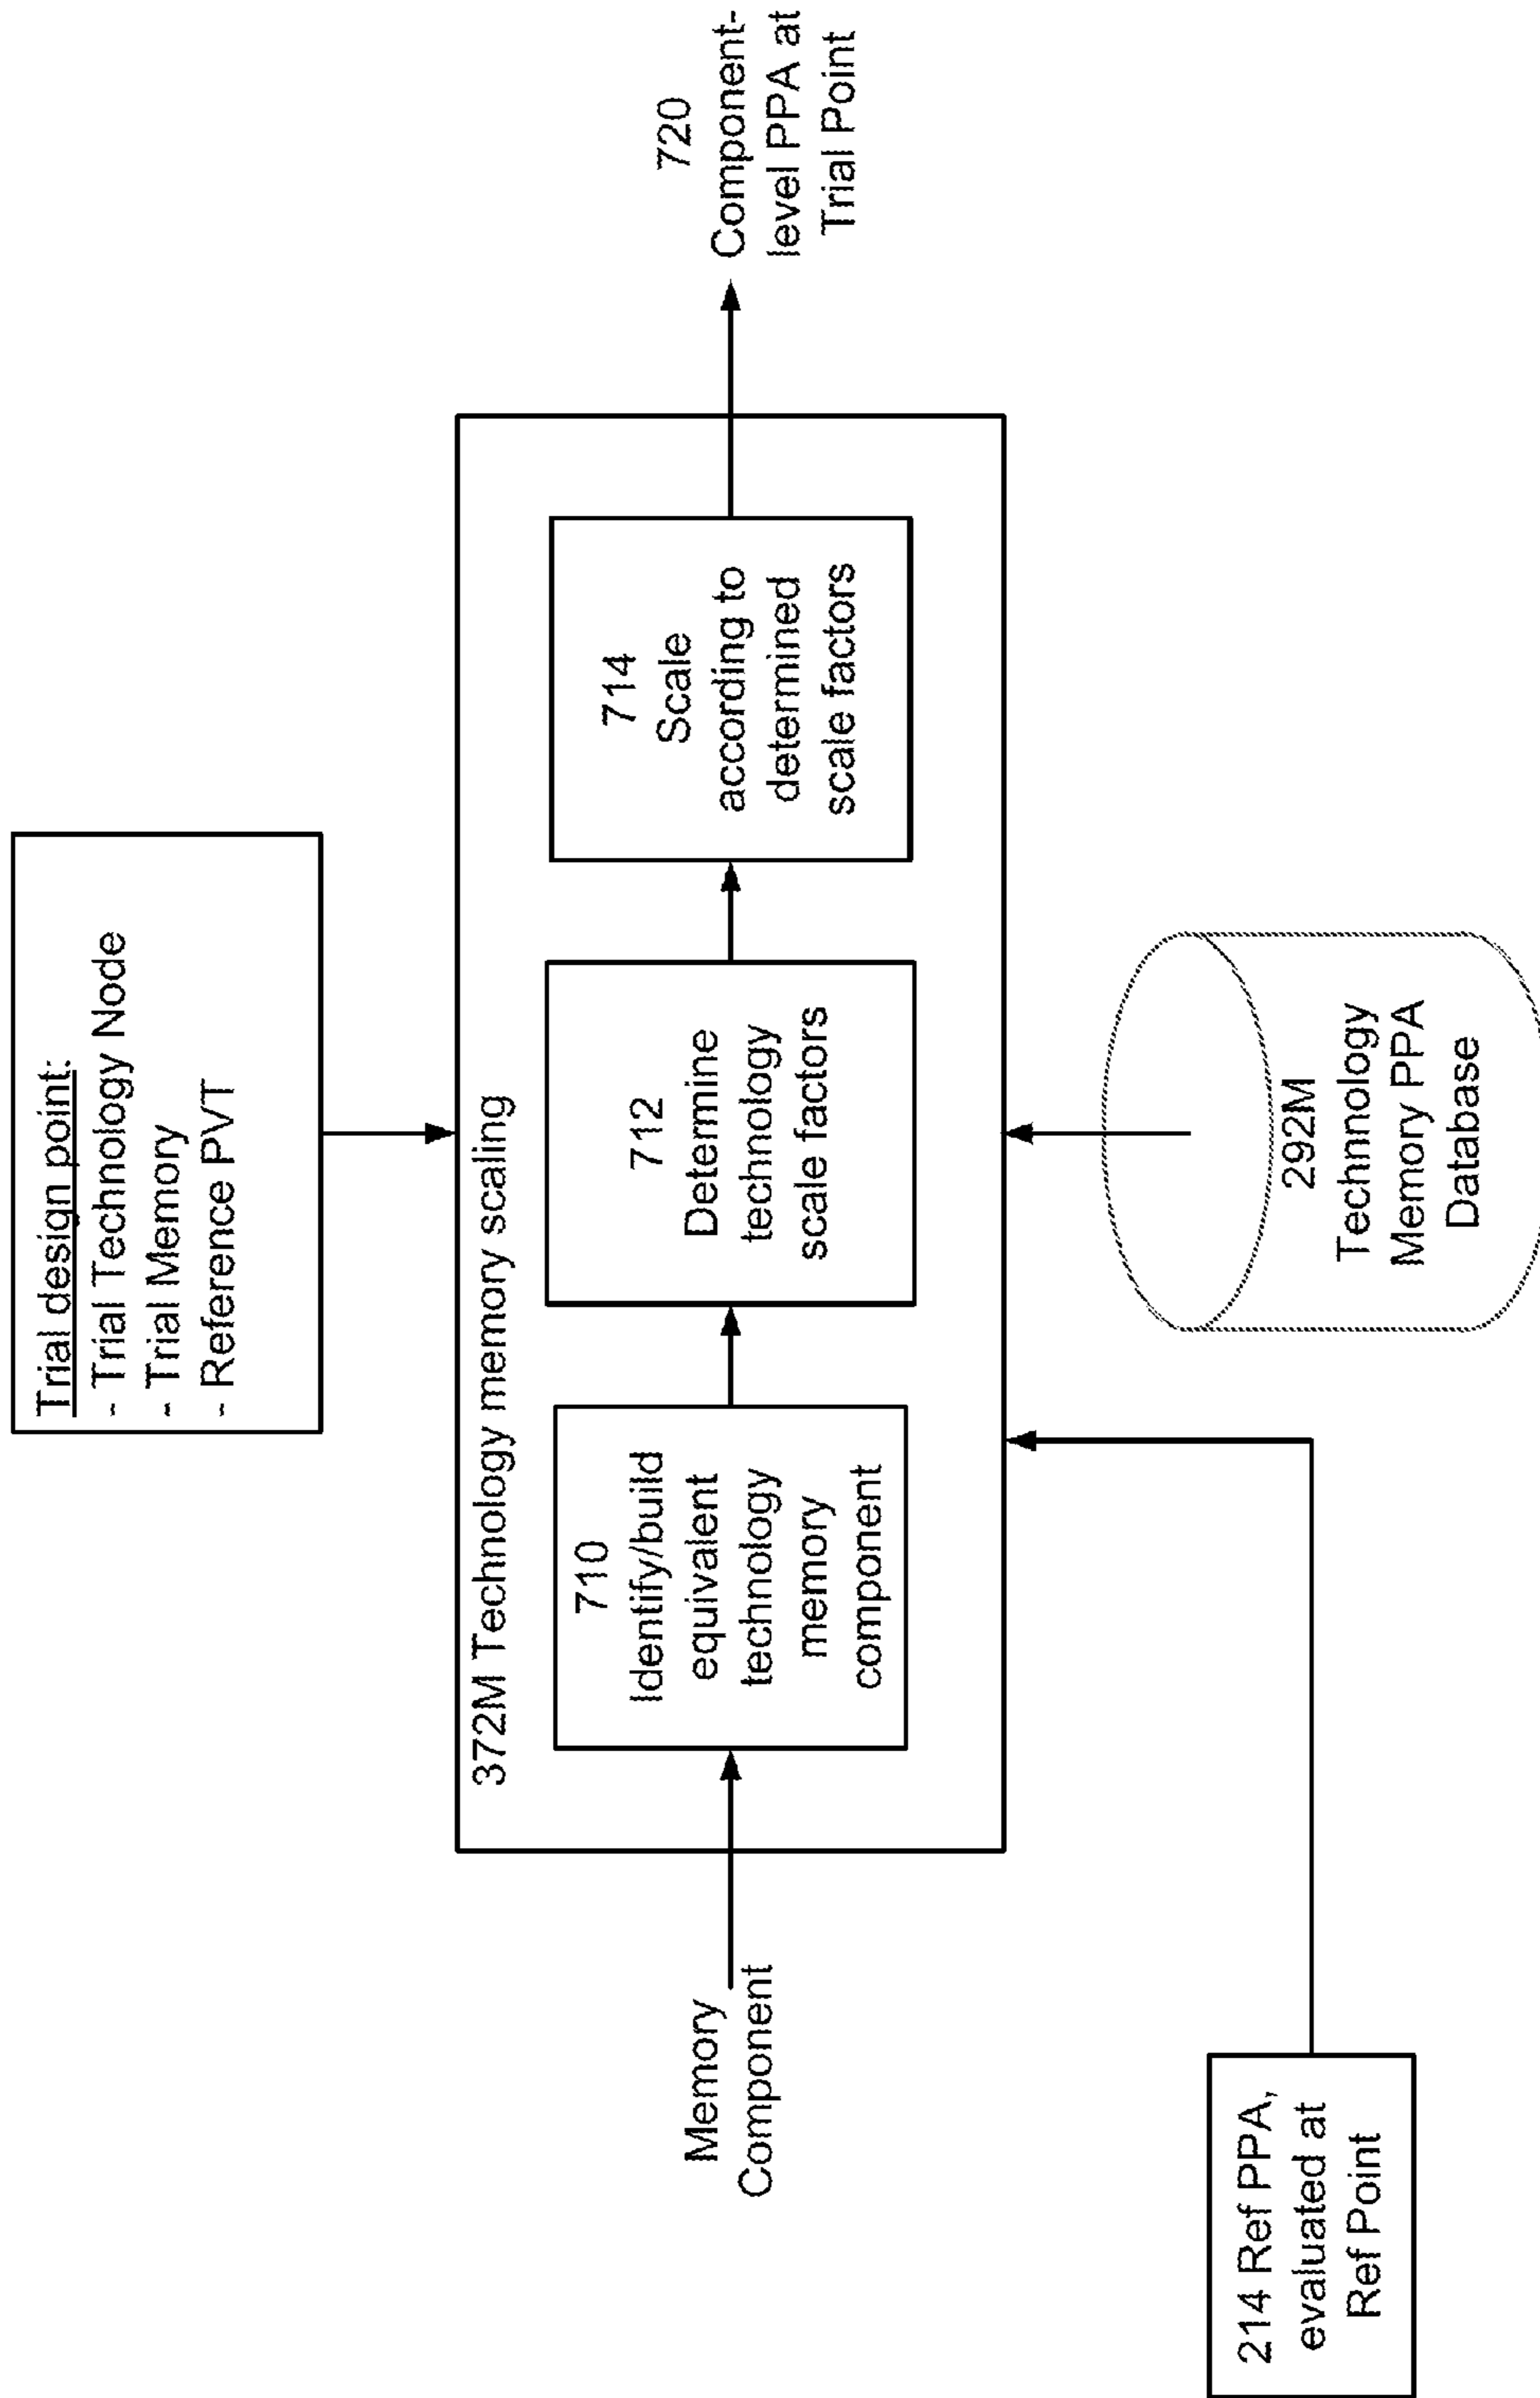 Trial design point:
- Trial Technology Node
- Trial Memory
- Reference PVT
372M Technology memory scaling
Memory
Component
710
Identify/build
equivalent
technology
memory
component
712
Determine
technology
scale factors
714
Scale
according to
determined
scale factors
720
Component-
level PPA at
Trial Point
214 Ref PPA,
evaluated at
Ref Point
292M
Technology
Memory PPA
Database